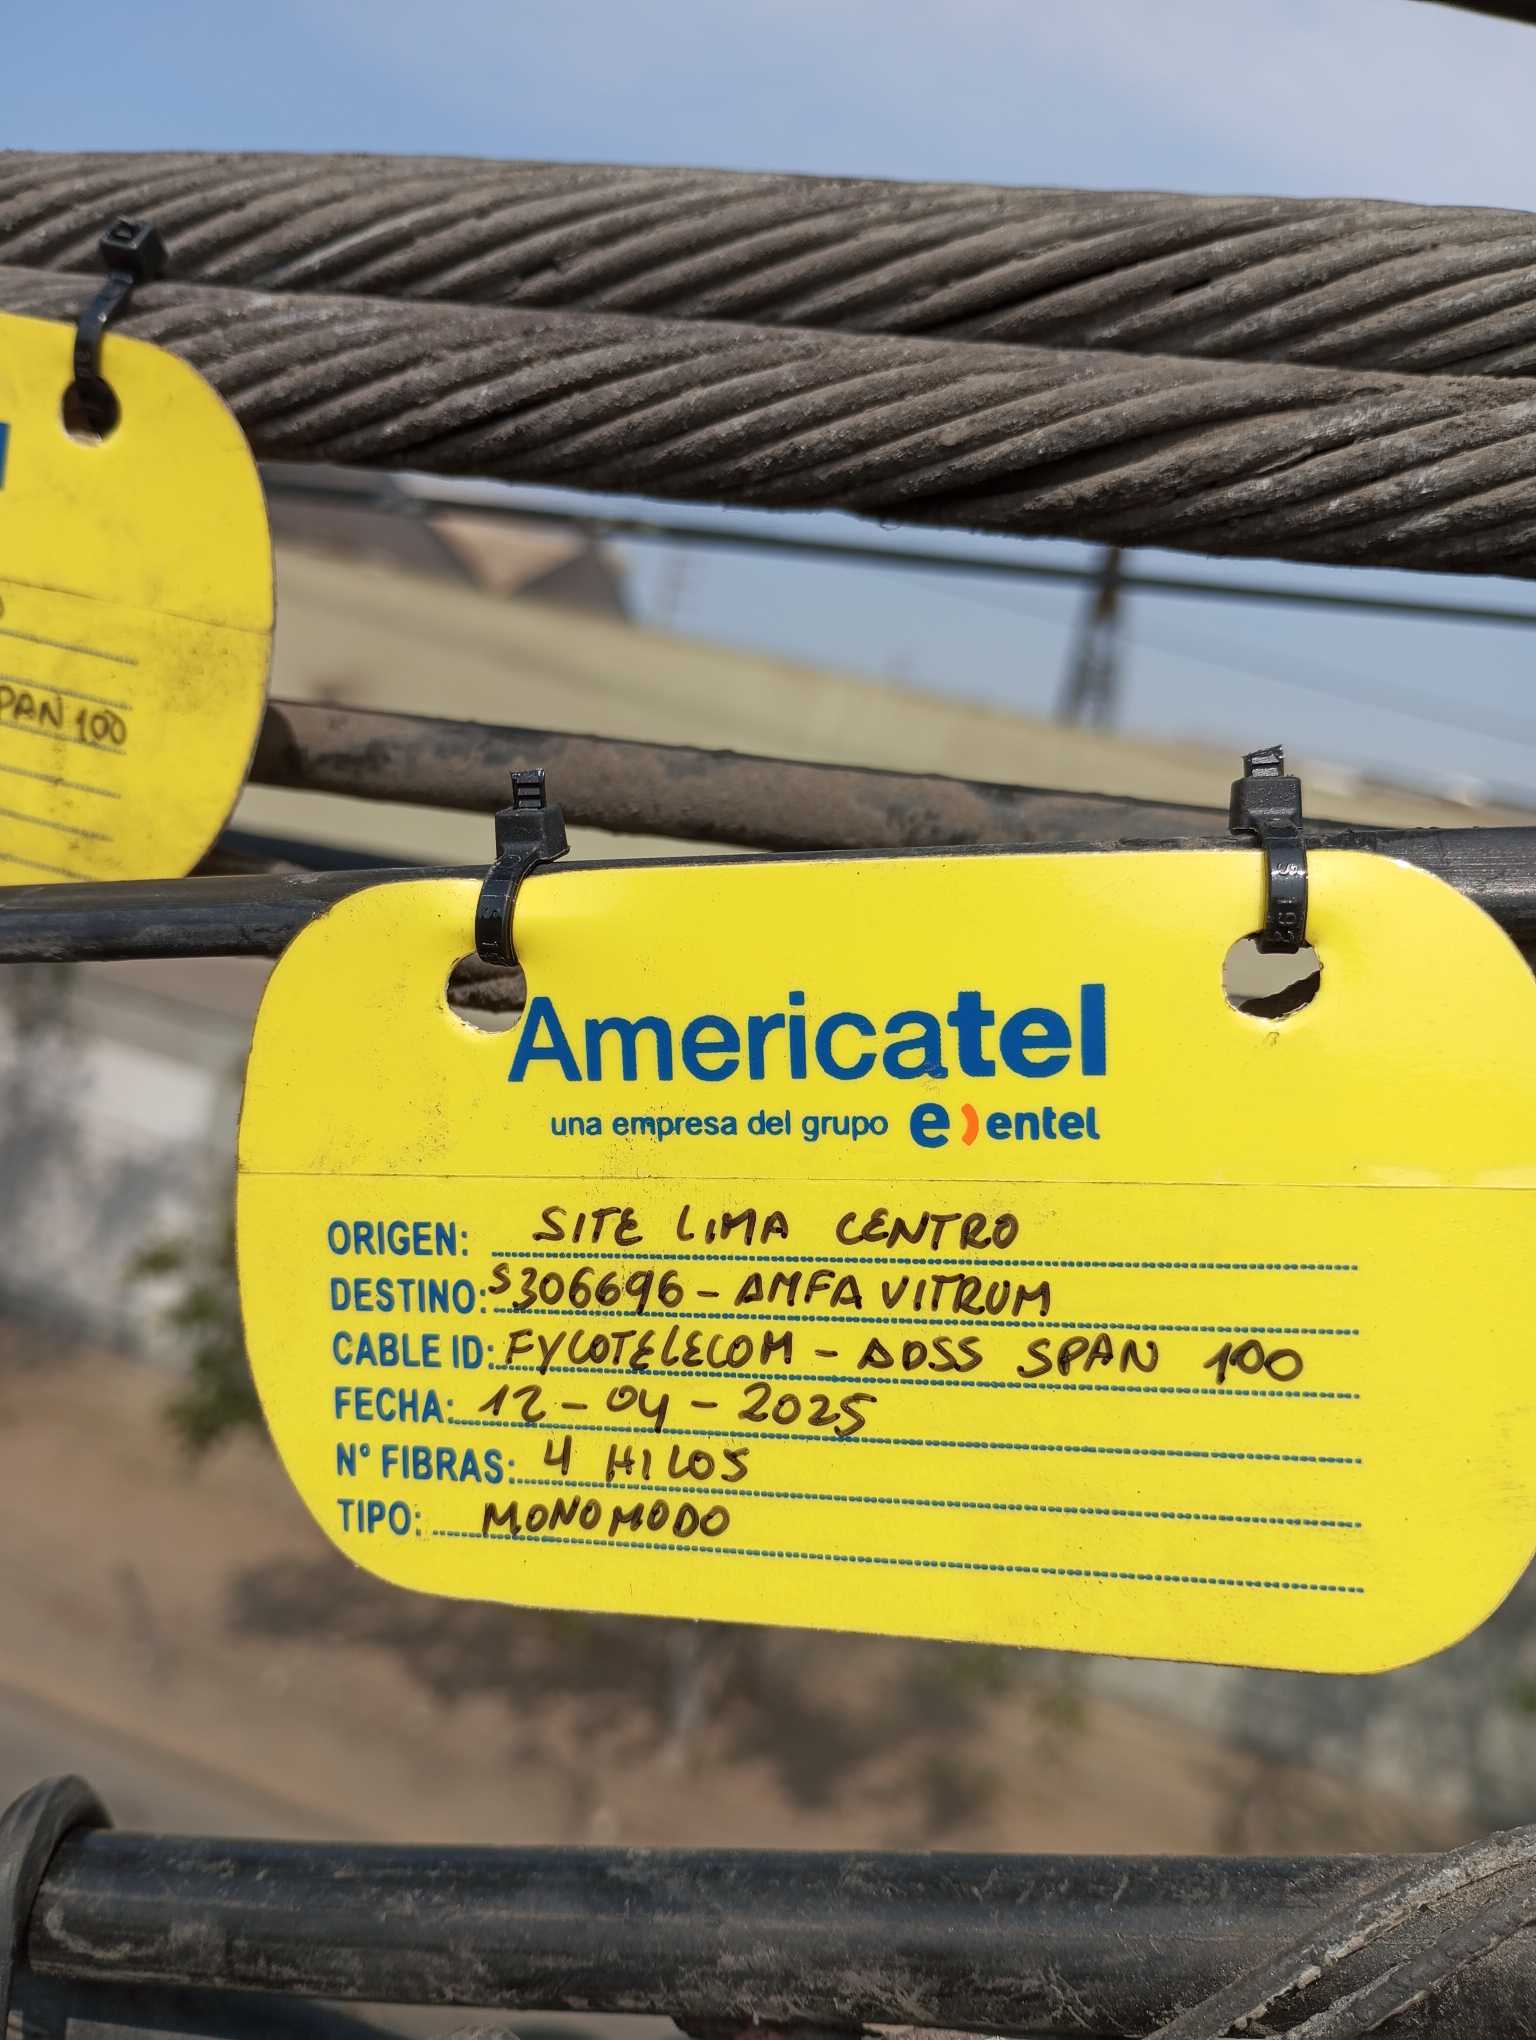 PAN 100
Americatel
una empresa del grupo e) entel
ORIGEN: SITE LIMA CENTRO
DESTINO: S306696 - AMFA VITRUM
CABLE ID: FYCOTELECOM - ADSS SPAN 100
FECHA: 12 - 04 - 2025
N° FIBRAS: 4 HILOS
TIPO: MONOMODO